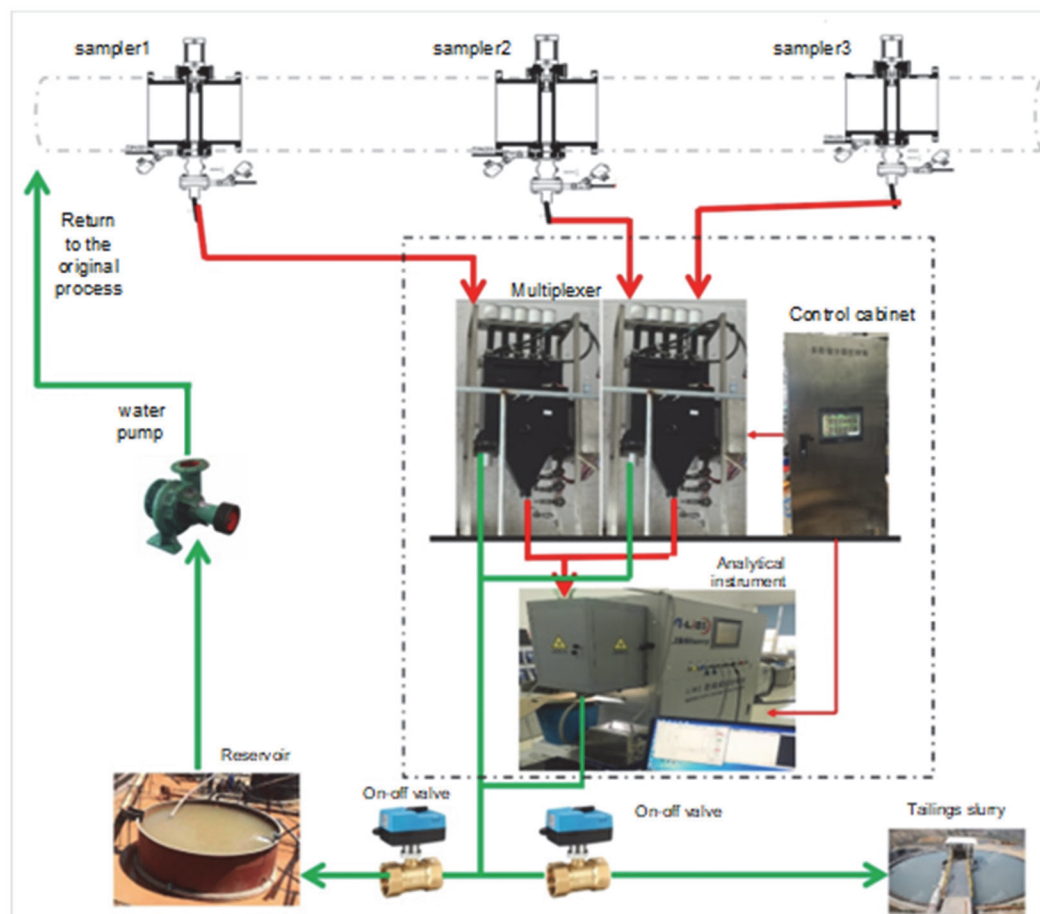 sampler1
sampler2
sampler3
Return
to the
original
process
Multiplexer
Control cabinet
water
pump
Analytical
instrument
Reservoir
On-off valve
On-off valve
Tailings slurry